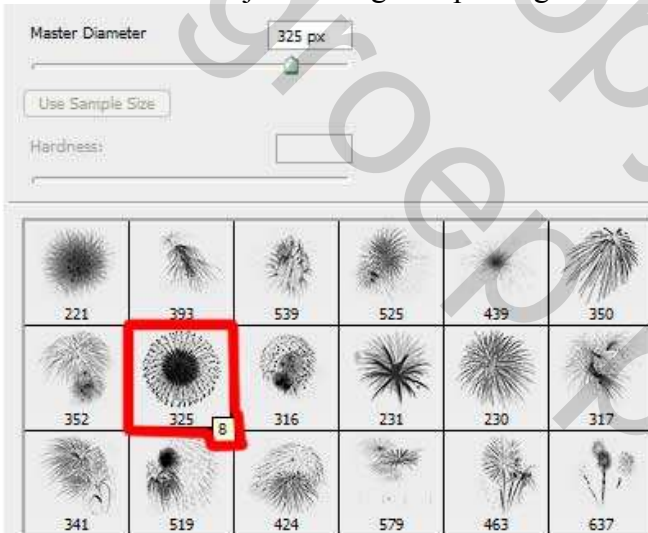 Master Diameter 325 px
Use Sample Size
Hardness:
221 393 539 525 439 350
352 325 316 231 230 317
8
341 519 424 579 463 637